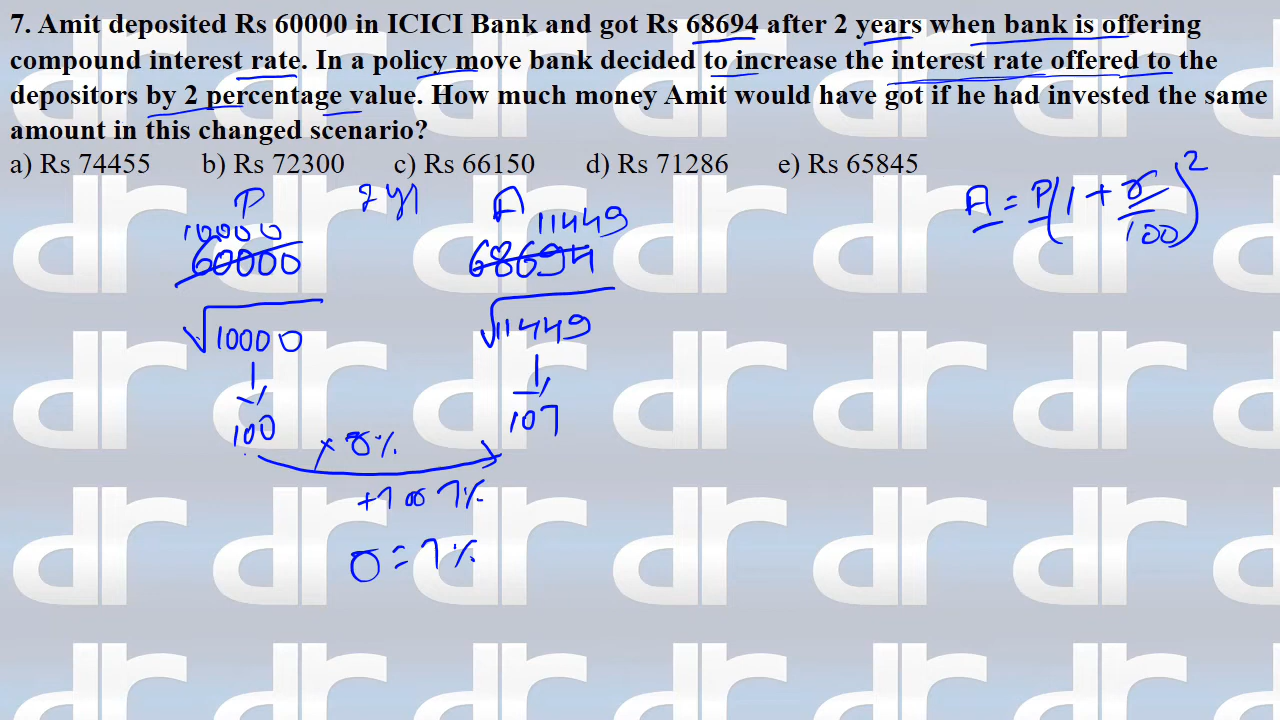 7. Amit deposited Rs 60000 in ICICI Bank and got Rs 68694 after 2 years when bank is offering
compound interest rate. In a policy move bank decided to increase the interest rate offered to the
depositors by 2 percentage value. How much money Amit would have got if he had invested the same
amount in this changed scenario?
a) Rs 74455 b) Rs 72300 c) Rs 66150 d) Rs 71286 e) Rs 65845
P 2 yr A A = P(1 + r/100)^2
10000 11449
60000 68694
√10000 √11449
100 107
× r%
+7 or 7%
r = 7%